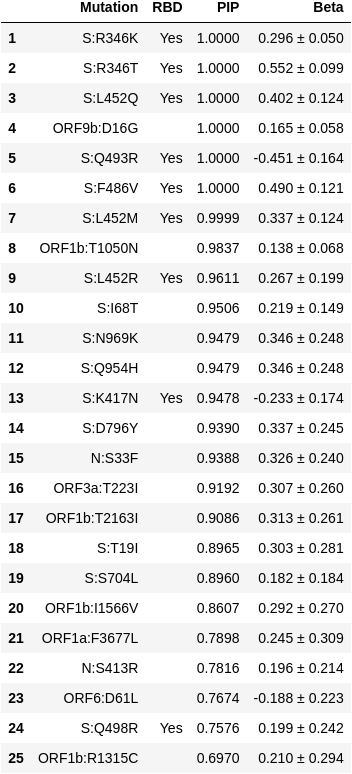 Mutation RBD PIP Beta
1 S:R346K Yes 1.0000 0.296 ± 0.050
2 S:R346T Yes 1.0000 0.552 ± 0.099
3 S:L452Q Yes 1.0000 0.402 ± 0.124
4 ORF9b:D16G 1.0000 0.165 ± 0.058
5 S:Q493R Yes 1.0000 -0.451 ± 0.164
6 S:F486V Yes 1.0000 0.490 ± 0.121
7 S:L452M Yes 0.9999 0.337 ± 0.124
8 ORF1b:T1050N 0.9837 0.138 ± 0.068
9 S:L452R Yes 0.9611 0.267 ± 0.199
10 S:I68T 0.9506 0.219 ± 0.149
11 S:N969K 0.9479 0.346 ± 0.248
12 S:Q954H 0.9479 0.346 ± 0.248
13 S:K417N Yes 0.9478 -0.233 ± 0.174
14 S:D796Y 0.9390 0.337 ± 0.245
15 N:S33F 0.9388 0.326 ± 0.240
16 ORF3a:T223I 0.9192 0.307 ± 0.260
17 ORF1b:T2163I 0.9086 0.313 ± 0.261
18 S:T19I 0.8965 0.303 ± 0.281
19 S:S704L 0.8960 0.182 ± 0.184
20 ORF1b:I1566V 0.8607 0.292 ± 0.270
21 ORF1a:F3677L 0.7898 0.245 ± 0.309
22 N:S413R 0.7816 0.196 ± 0.214
23 ORF6:D61L 0.7674 -0.188 ± 0.223
24 S:Q498R Yes 0.7576 0.199 ± 0.242
25 ORF1b:R1315C 0.6970 0.210 ± 0.294